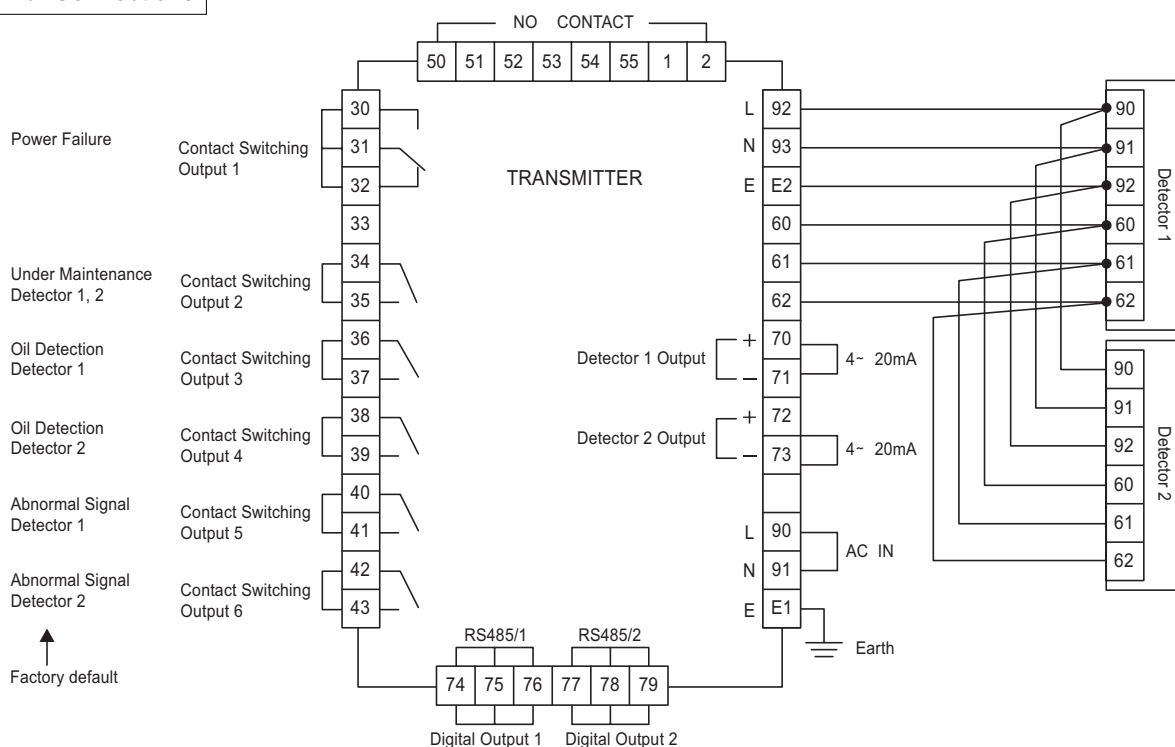 NO CONTACT
50 51 52 53 54 55 1 2
Power Failure
Contact Switching
Output 1
30
31
32
33
Under Maintenance
Detector 1, 2
Contact Switching
Output 2
34
35
Oil Detection
Detector 1
Contact Switching
Output 3
36
37
Oil Detection
Detector 2
Contact Switching
Output 4
38
39
Abnormal Signal
Detector 1
Contact Switching
Output 5
40
41
Abnormal Signal
Detector 2
Contact Switching
Output 6
42
43
Factory default
TRANSMITTER
L 92
N 93
E E2
60
61
62
Detector 1 Output
+ 70
− 71
4~ 20mA
Detector 2 Output
+ 72
− 73
4~ 20mA
L 90
N 91
AC IN
E E1
Earth
RS485/1 RS485/2
74 75 76 77 78 79
Digital Output 1 Digital Output 2
90
91
92
60
61
62
Detector 1
90
91
92
60
61
62
Detector 2